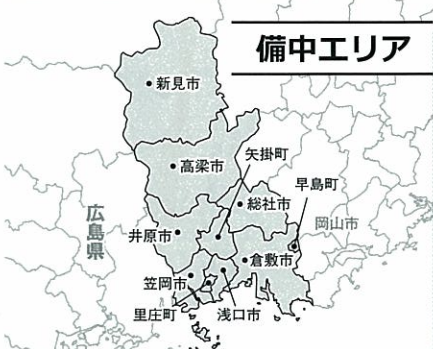 備中エリア
新見市
高梁市
矢掛町
早島町
総社市
岡山市
広島県
井原市
倉敷市
笠岡市
里庄町
浅口市